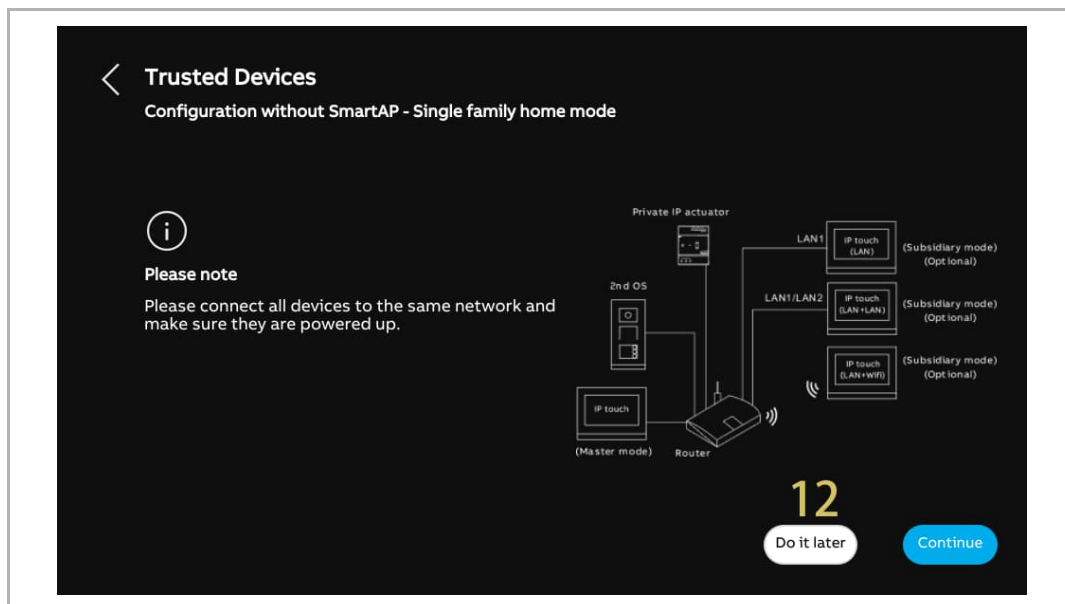 Trusted Devices
Configuration without SmartAP - Single family home mode
Please note
Please connect all devices to the same network and
make sure they are powered up.
Private IP actuator
2nd OS
IP touch
(Master mode)
Router
LAN1
IP touch
(LAN)
(Subsidiary mode)
(Optional)
LAN1/LAN2
IP touch
(LAN+LAN)
(Subsidiary mode)
(Optional)
IP touch
(LAN+Wifi)
(Subsidiary mode)
(Optional)
12
Do it later
Continue